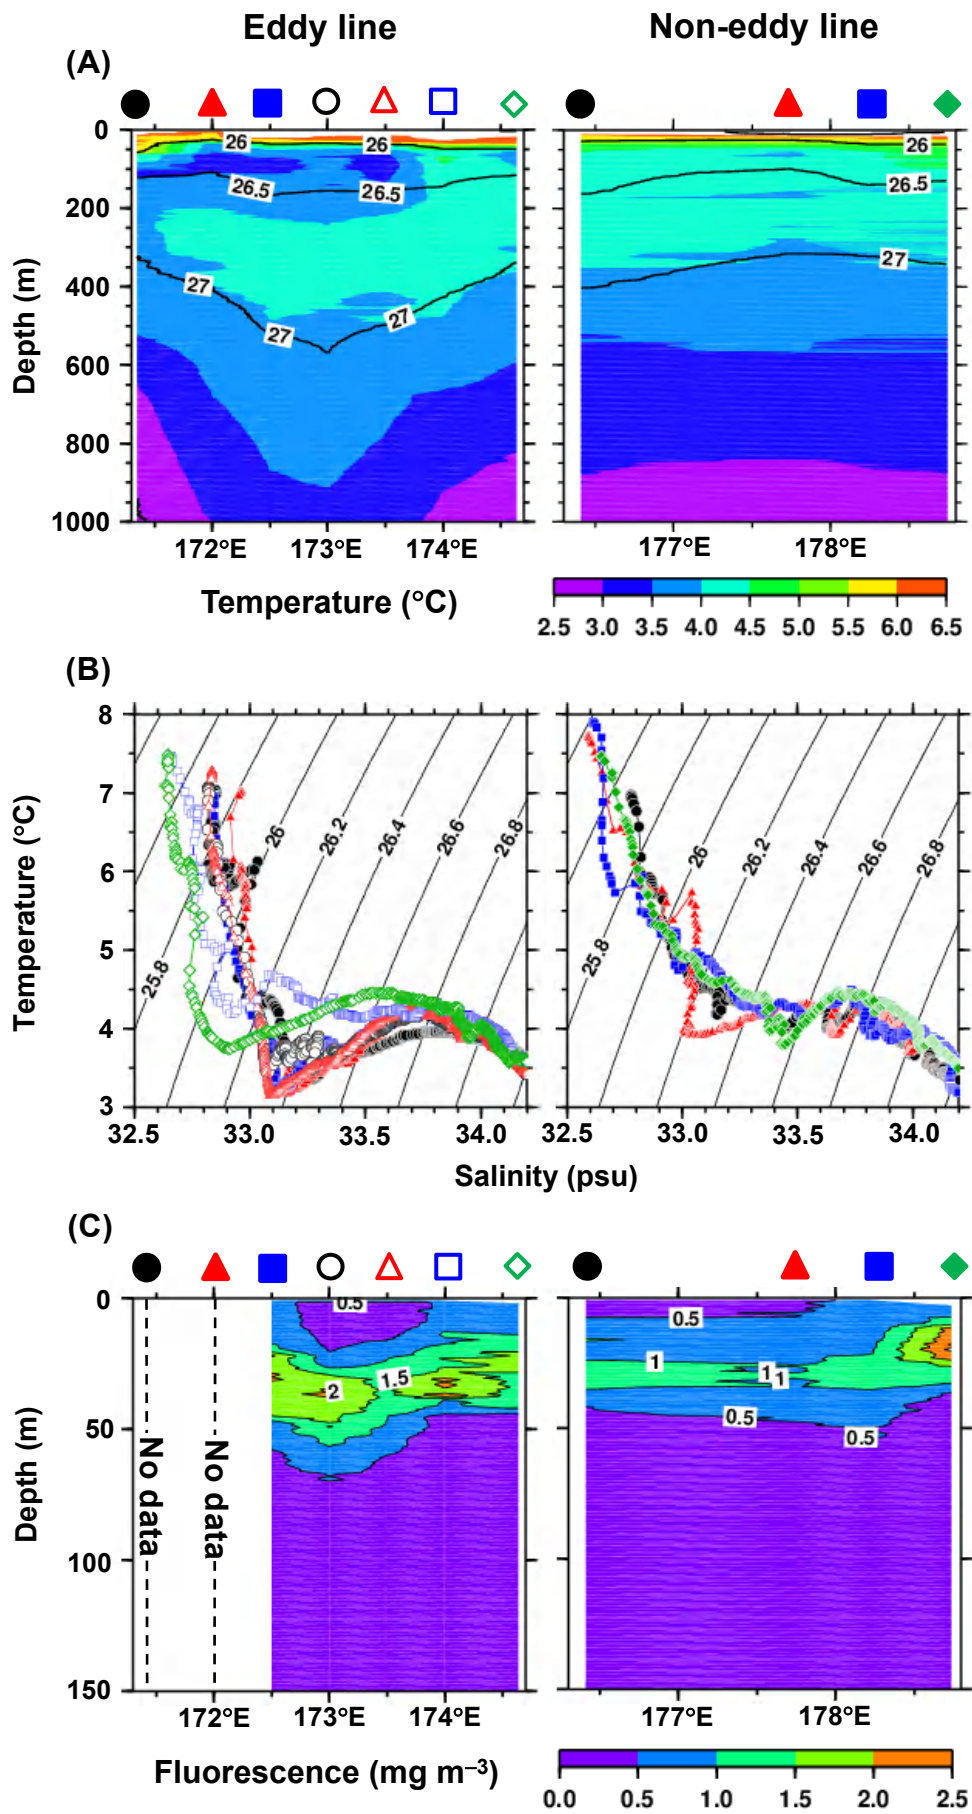 Eddy line Non-eddy line
(A)
0
200
400
600
800
1000
Depth (m)
26 26 26
26.5 26.5 26.5
27 27 27 27
172°E 173°E 174°E 177°E 178°E
Temperature (°C)
2.5 3.0 3.5 4.0 4.5 5.0 5.5 6.0 6.5
(B)
8
7
6
5
4
3
Temperature (°C)
25.8 26 26.2 26.4 26.6 26.8
25.8 26 26.2 26.4 26.6 26.8
32.5 33.0 33.5 34.0 32.5 33.0 33.5 34.0
Salinity (psu)
(C)
0
50
100
150
Depth (m)
0.5 0.5
1.5 1 1 1
2
0.5 0.5
No data No data
172°E 173°E 174°E 177°E 178°E
Fluorescence (mg m–3)
0.0 0.5 1.0 1.5 2.0 2.5